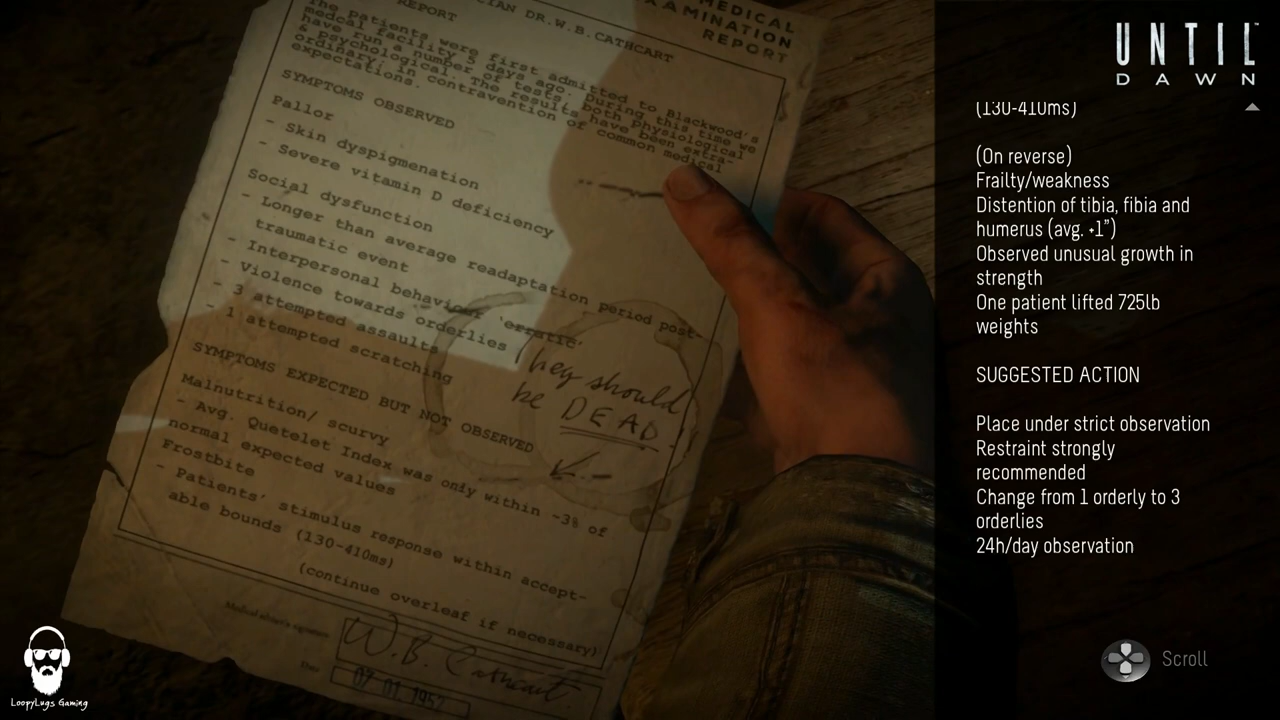 REPORT
CIAN DR.W.B.CATHCART
MEDICAL
XAMINATION
REPORT
The patients were first admitted to Blackwood's
medcal facility 5 days ago. During this time we
have run a number of tests, both Physiological
& psychological. The results have been extra-
ordinary; in contravention of common medical
expectations.
SYMPTOMS OBSERVED
Pallor
- Skin dyspigmenation
- Severe vitamin D deficiency
Social dysfunction
- Longer than average readaptation period post-
traumatic event
- Interpersonal behaviour 'erratic'
- Violence towards orderlies
- 3 attempted assaults
- 1 attempted scratching
They should
be DEAD
SYMPTOMS EXPECTED BUT NOT OBSERVED
Malnutrition/ scurvy
- Avg. Quetelet Index was only within -3% of
normal expected values
Frostbite
- Patients' stimulus response within accept-
able bounds (130-410ms)
(continue overleaf if necessary)
W.B. Cathcart
07 01 1952
UNTIL
DAWN
(130-410ms)
(On reverse)
Frailty/weakness
Distention of tibia, fibia and
humerus (avg. +1")
Observed unusual growth in
strength
One patient lifted 725lb
weights
SUGGESTED ACTION
Place under strict observation
Restraint strongly
recommended
Change from 1 orderly to 3
orderlies
24h/day observation
Scroll
LoopyLugs Gaming